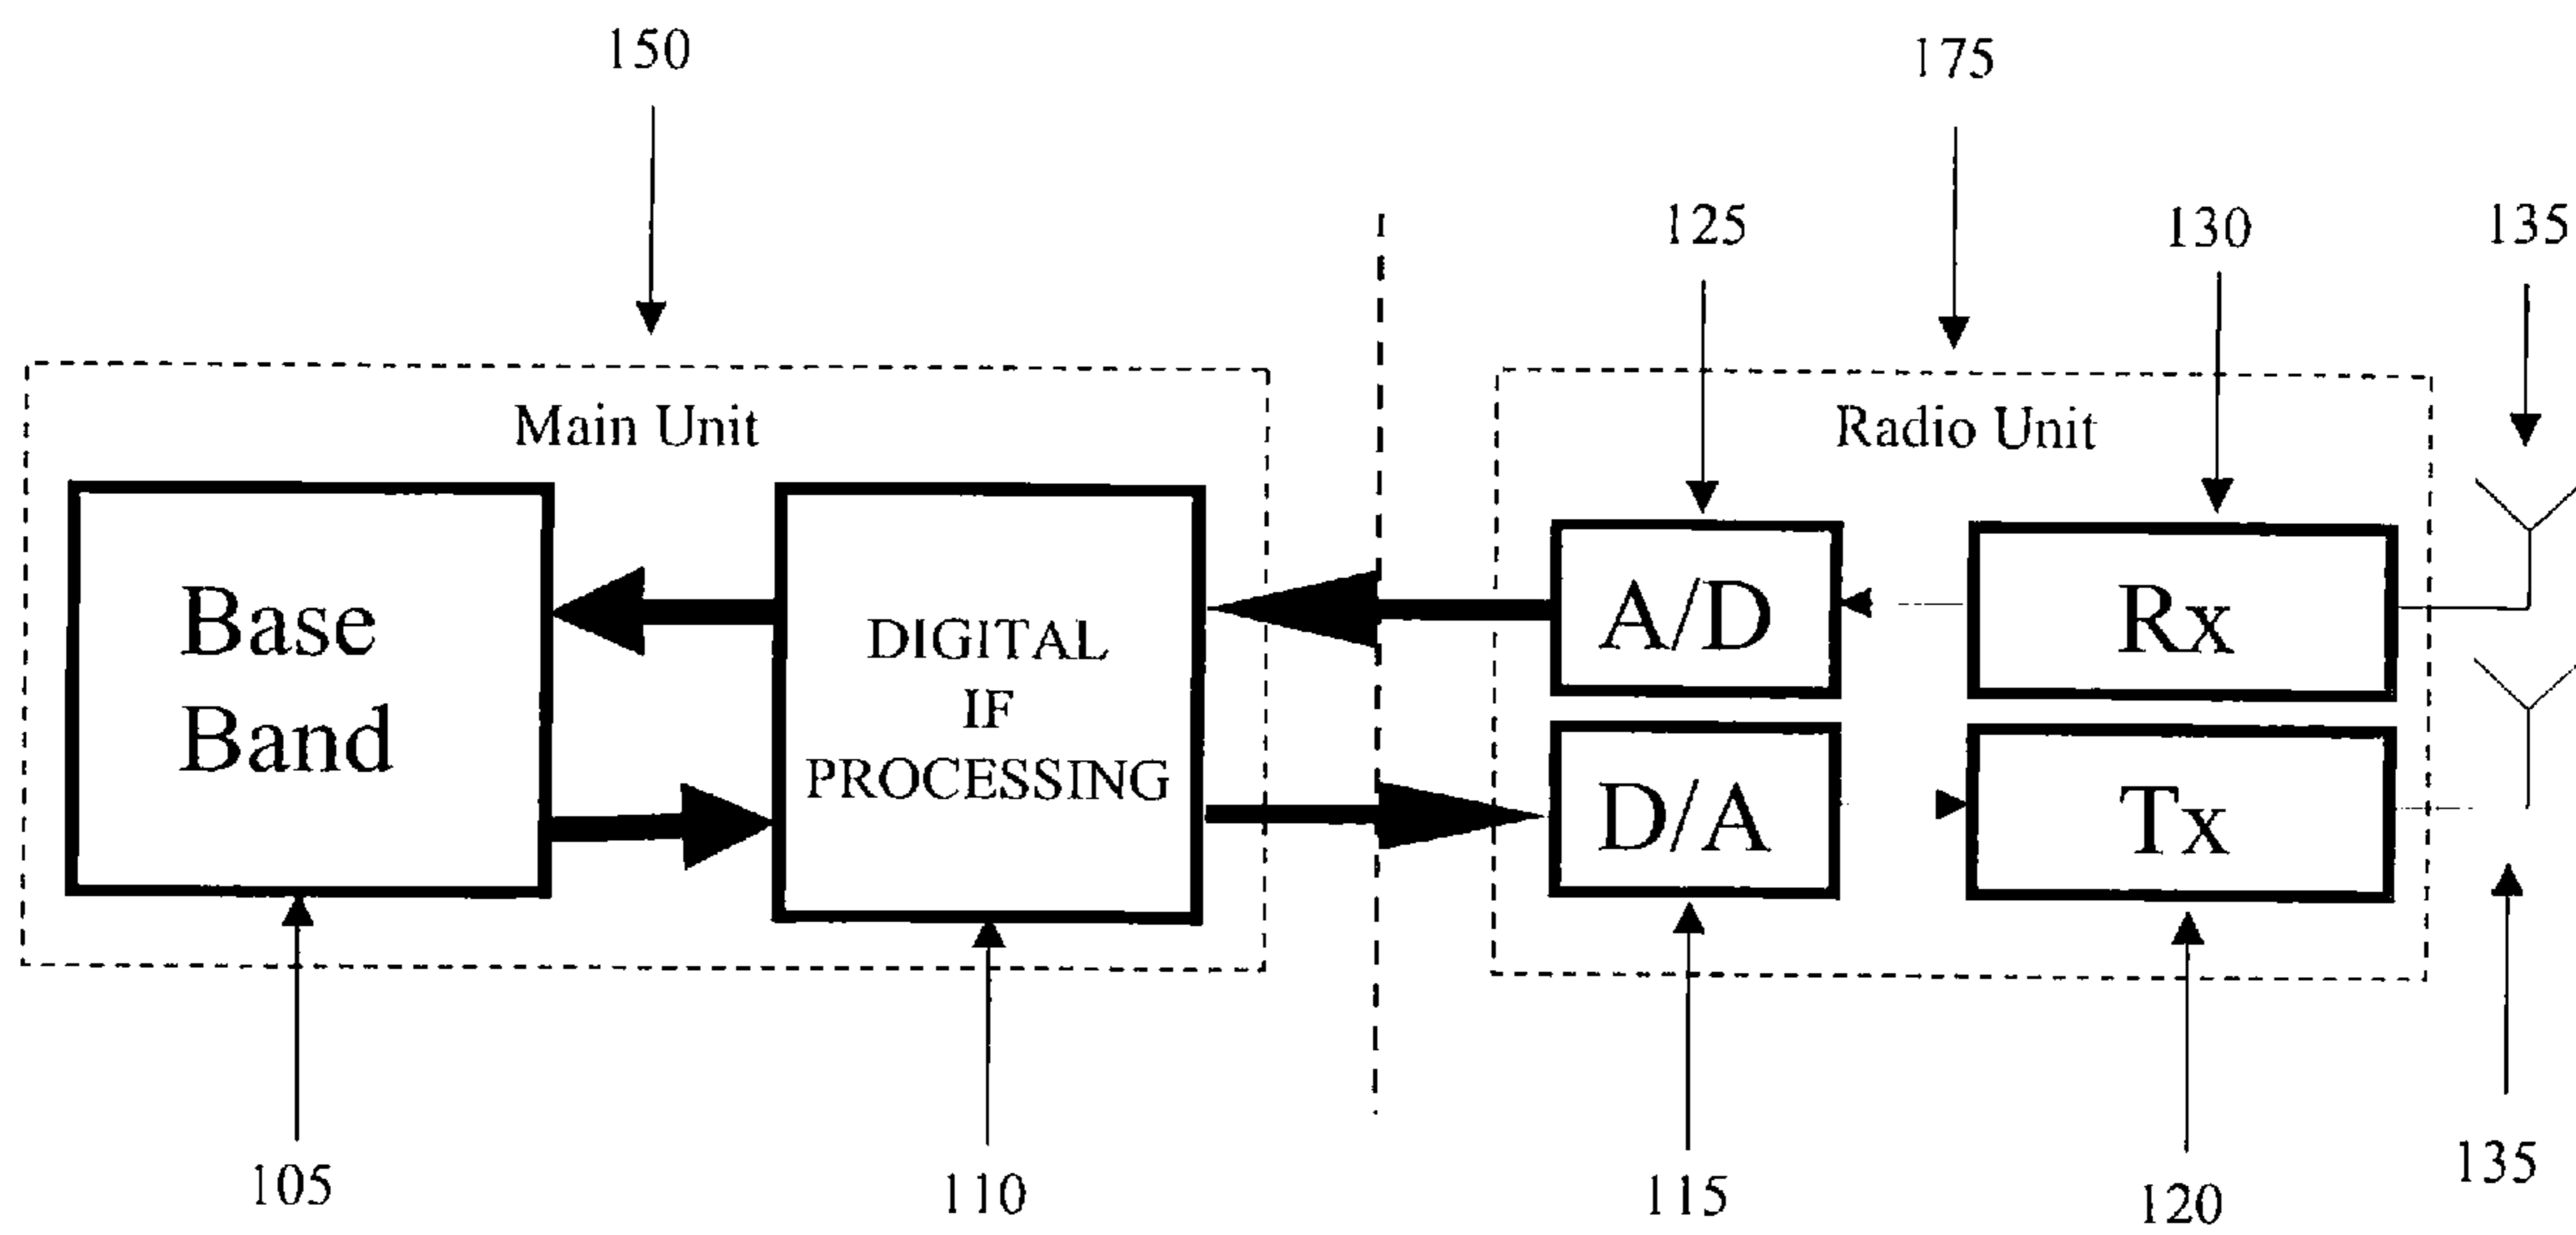 150
175
125
130
135
Main Unit
Radio Unit
Base
Band
DIGITAL
IF
PROCESSING
A/D
Rx
D/A
Tx
105
110
115
120
135